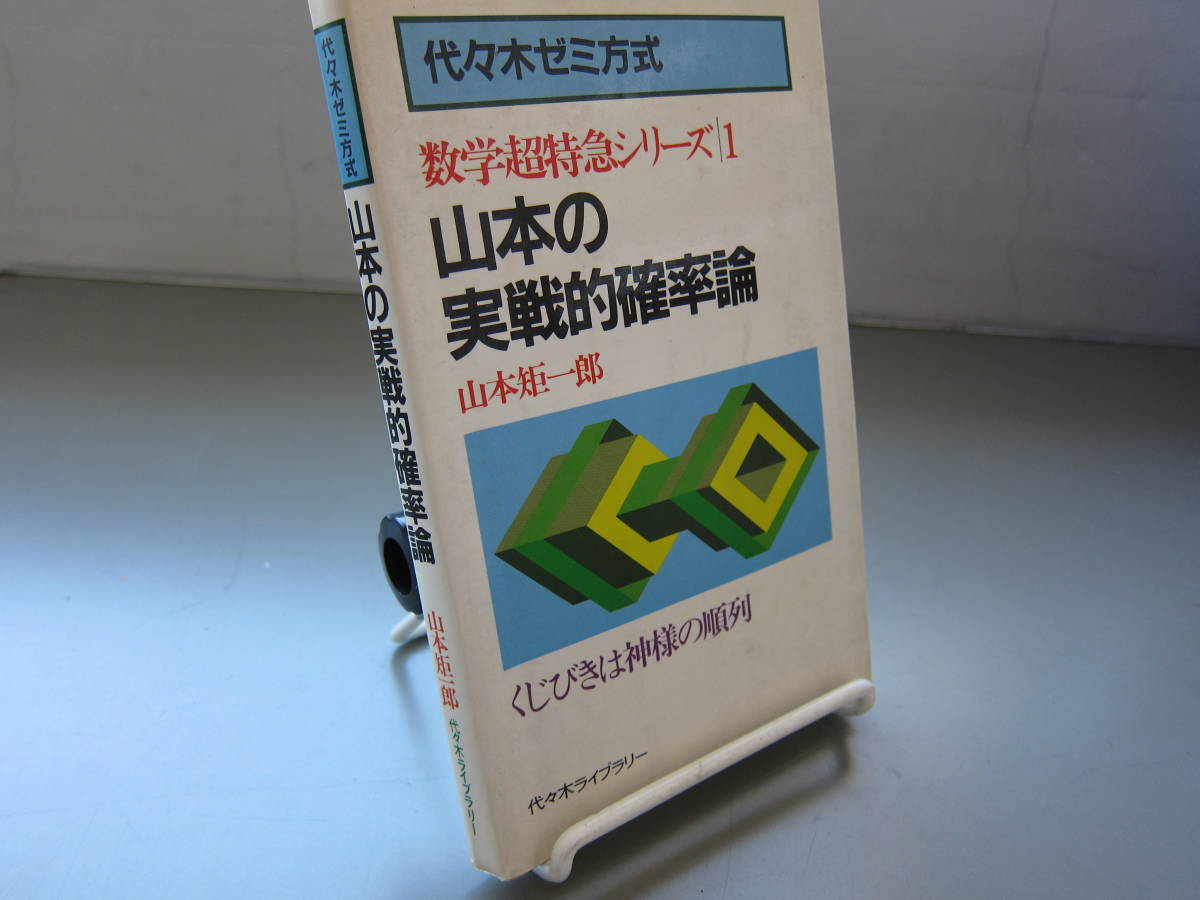 代々木ゼミ方式
数学超特急シリーズ|1
山本の
実戦的確率論
山本矩一郎
くじびきは神様の順列
代々木ライブラリー
代々木ゼミ方式
山本の実戦的確率論
山本矩一郎
代々木ライブラリー